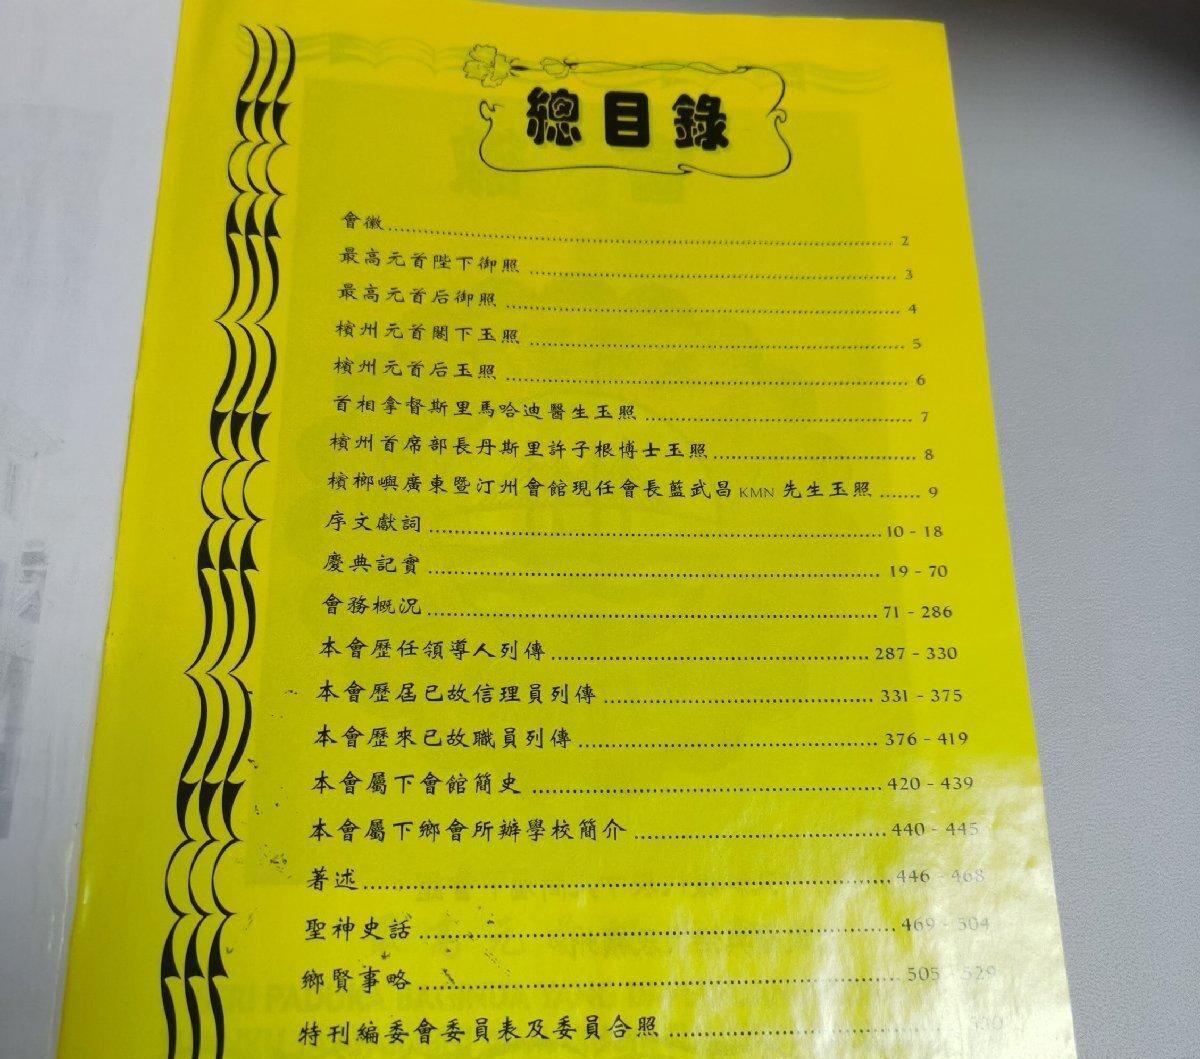 總目錄
會徽 2
最高元首陛下御照 3
最高元首后御照 4
檳州元首閣下玉照 5
檳州元首后玉照 6
首相拿督斯里馬哈迪醫生玉照 7
檳州首席部長丹斯里許子根博士玉照 8
檳榔嶼廣東暨汀州會館現任會長藍武昌 KMN 先生玉照 9
序文獻詞 10 - 18
慶典記實 19 - 70
會務概況 71 - 286
本會歷任領導人列傳 287 - 330
本會歷屆已故信理員列傳 331 - 375
本會歷來已故職員列傳 376 - 419
本會屬下會館簡史 420 - 439
本會屬下鄉會所辦學校簡介 440 - 445
著述 446 - 468
聖神史話 469 - 504
鄉賢事略 505 - 529
特刊編委會委員表及委員合照